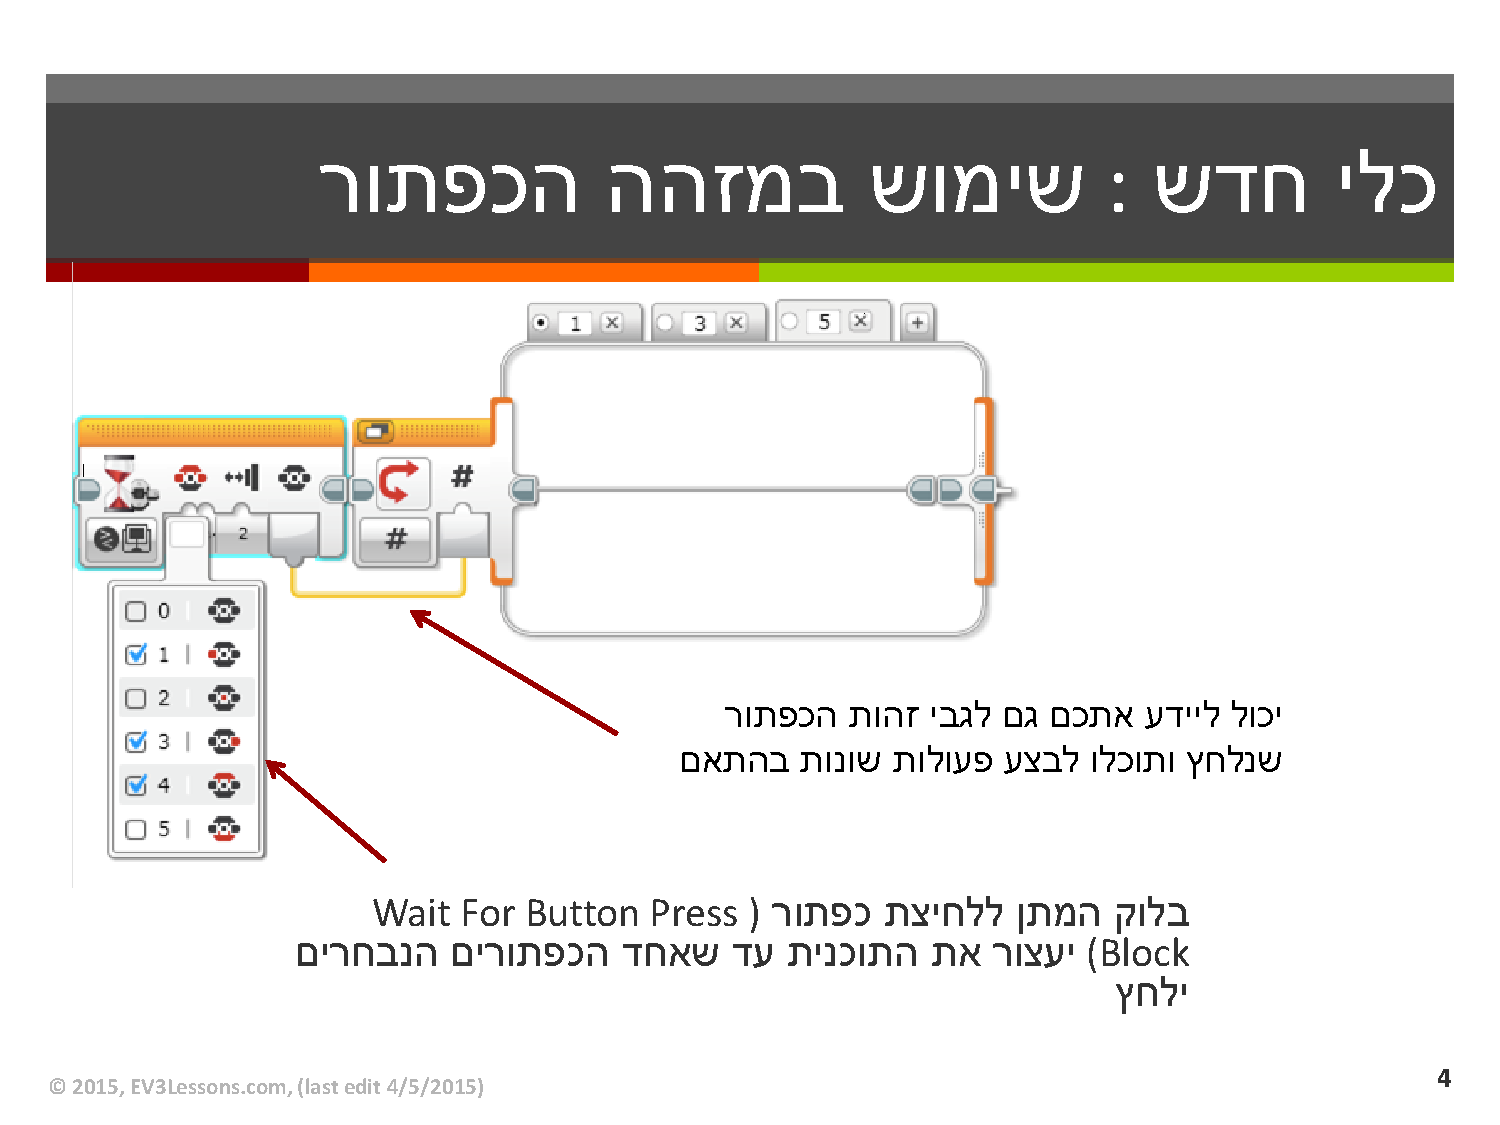 כלי חדש : שימוש במזהה הכפתור
1 3 5
#
2
#
0
1
2
3
4
5
יכול ליידע אתכם גם לגבי זהות הכפתור
שנלחץ ותוכלו לבצע פעולות שונות בהתאם
בלוק המתן ללחיצת כפתור ( Wait For Button Press
Block) יעצור את התוכנית עד שאחד הכפתורים הנבחרים
ילחץ
© 2015, EV3Lessons.com, (last edit 4/5/2015)
4